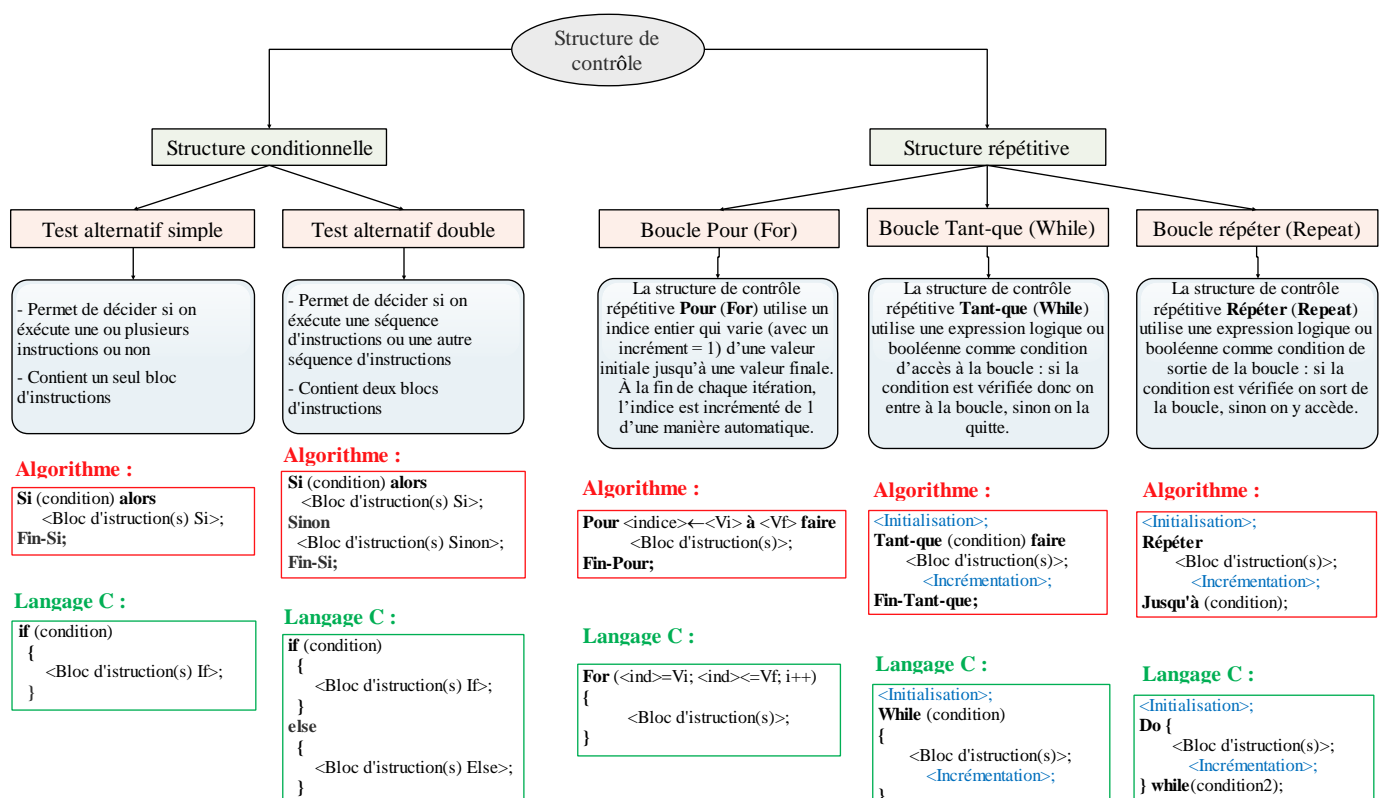 Structure de
contrôle
Structure conditionnelle
Structure répétitive
Test alternatif simple
Test alternatif double
Boucle Pour (For)
Boucle Tant-que (While)
Boucle répéter (Repeat)
- Permet de décider si on
éxécute une ou plusieurs
instructions ou non
- Contient un seul bloc
d'instructions
- Permet de décider si on
éxécute une séquence
d'instructions ou une autre
séquence d'instructions
- Contient deux blocs
d'instructions
La structure de contrôle
répétitive Pour (For) utilise un
indice entier qui varie (avec un
incrément = 1) d’une valeur
initiale jusqu’à une valeur finale.
À la fin de chaque itération,
l’indice est incrémenté de 1
d’une manière automatique.
La structure de contrôle
répétitive Tant-que (While)
utilise une expression logique ou
booléenne comme condition
d’accès à la boucle : si la
condition est vérifiée donc on
entre à la boucle, sinon on la
quitte.
La structure de contrôle
répétitive Répéter (Repeat)
utilise une expression logique ou
booléenne comme condition de
sortie de la boucle : si la
condition est vérifiée on sort de
la boucle, sinon on y accède.
Algorithme :
Si (condition) alors
<Bloc d'istruction(s) Si>;
Fin-Si;
Langage C :
if (condition)
{
<Bloc d'istruction(s) If>;
}
Algorithme :
Si (condition) alors
<Bloc d'istruction(s) Si>;
Sinon
<Bloc d'istruction(s) Sinon>;
Fin-Si;
Langage C :
if (condition)
{
<Bloc d'istruction(s) If>;
}
else
{
<Bloc d'istruction(s) Else>;
}
Algorithme :
Pour <indice>←<Vi> à <Vf> faire
<Bloc d'istruction(s)>;
Fin-Pour;
Langage C :
For (<ind>=Vi; <ind><=Vf; i++)
{
<Bloc d'istruction(s)>;
}
Algorithme :
<Initialisation>;
Tant-que (condition) faire
<Bloc d'istruction(s)>;
<Incrémentation>;
Fin-Tant-que;
Langage C :
<Initialisation>;
While (condition)
{
<Bloc d'istruction(s)>;
<Incrémentation>;
}
Algorithme :
<Initialisation>;
Répéter
<Bloc d'istruction(s)>;
<Incrémentation>;
Jusqu'à (condition);
Langage C :
<Initialisation>;
Do {
<Bloc d'istruction(s)>;
<Incrémentation>;
} while(condition2);